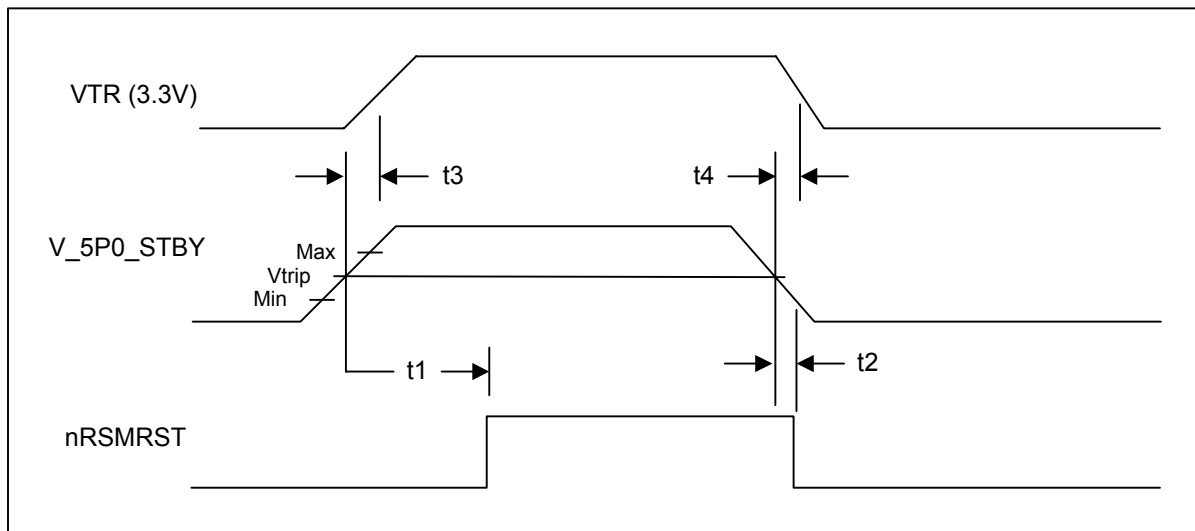 VTR (3.3V)
t3
t4
V_5P0_STBY
Max
Vtrip
Min
t1
t2
nRSMRST